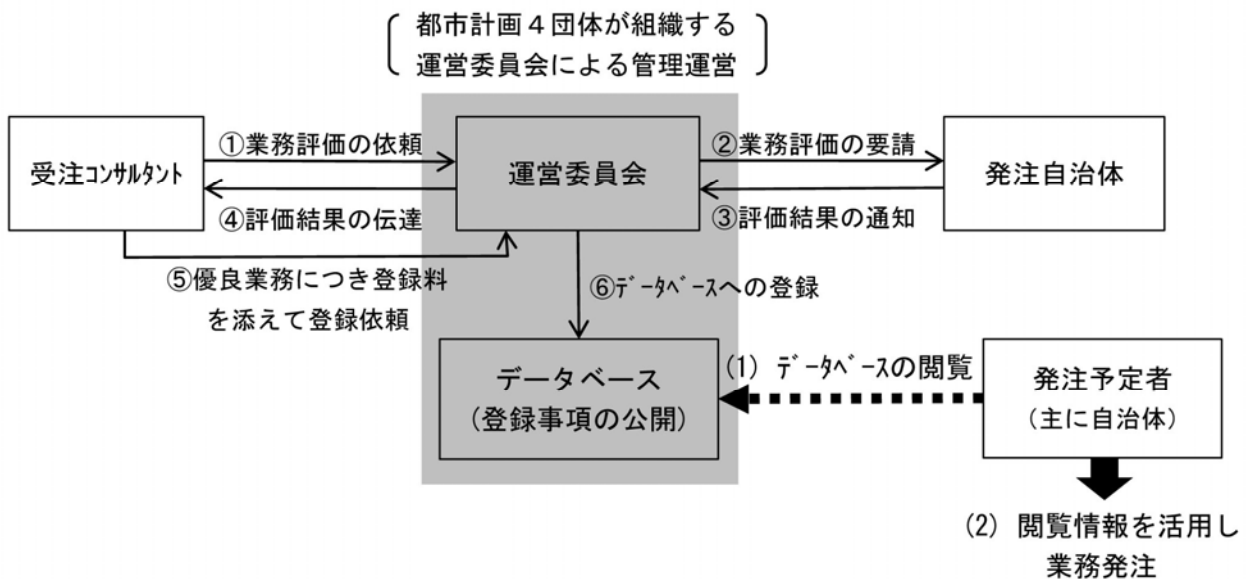 都市計画４団体が組織する
運営委員会による管理運営
受注ｺﾝｻﾙﾀﾝﾄ
①業務評価の依頼
運営委員会
②業務評価の要請
発注自治体
④評価結果の伝達
③評価結果の通知
⑤優良業務につき登録料
を添えて登録依頼
⑥ﾃﾞｰﾀﾍﾞｰｽへの登録
データベース
(登録事項の公開)
(1) ﾃﾞｰﾀﾍﾞｰｽの閲覧
発注予定者
（主に自治体）
(2) 閲覧情報を活用し
業務発注